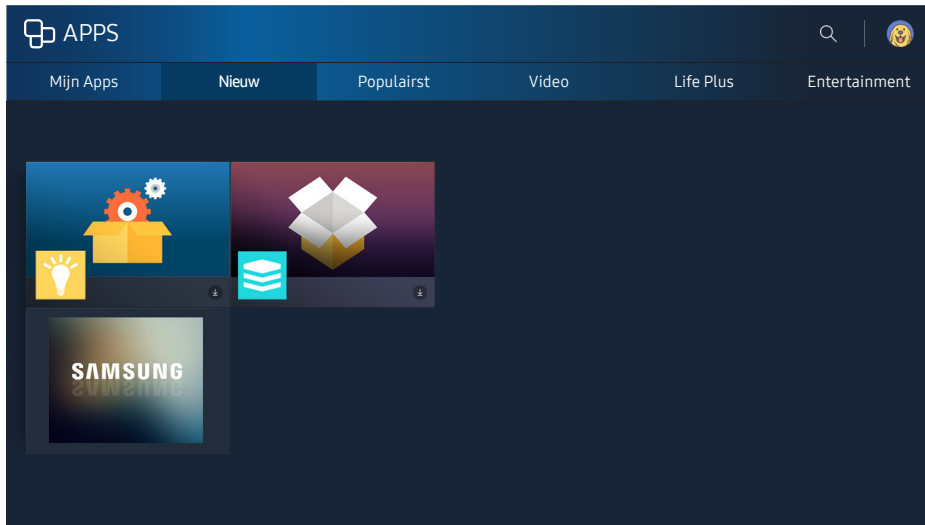 APPS
Mijn Apps Nieuw Populairst Video Life Plus Entertainment
SAMSUNG